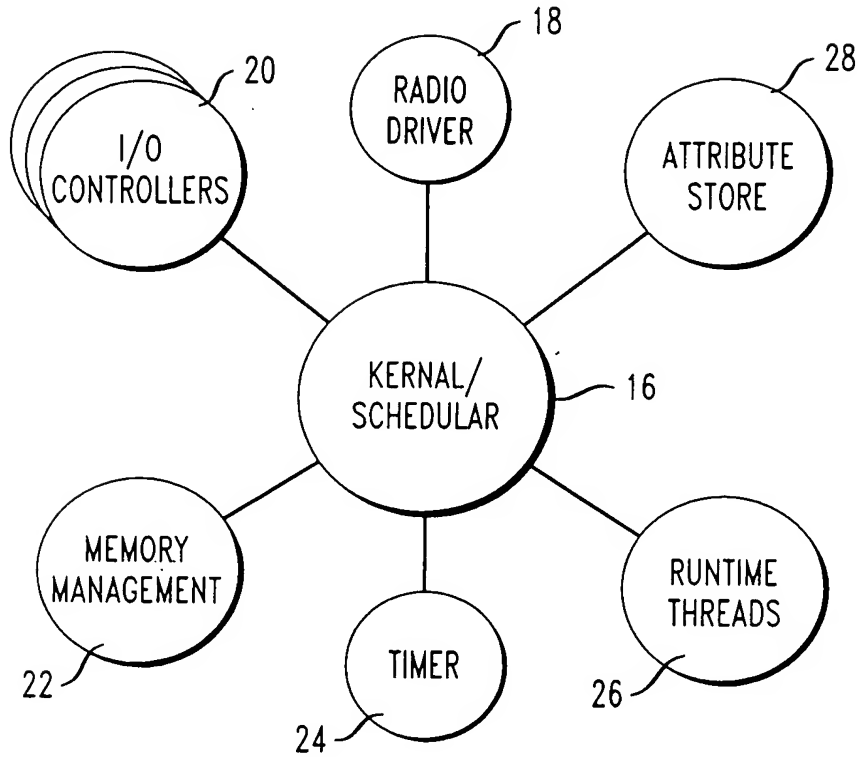 20
I/O
CONTROLLERS
18
RADIO
DRIVER
28
ATTRIBUTE
STORE
KERNAL/
SCHEDULAR
16
MEMORY
MANAGEMENT
22
TIMER
24
RUNTIME
THREADS
26